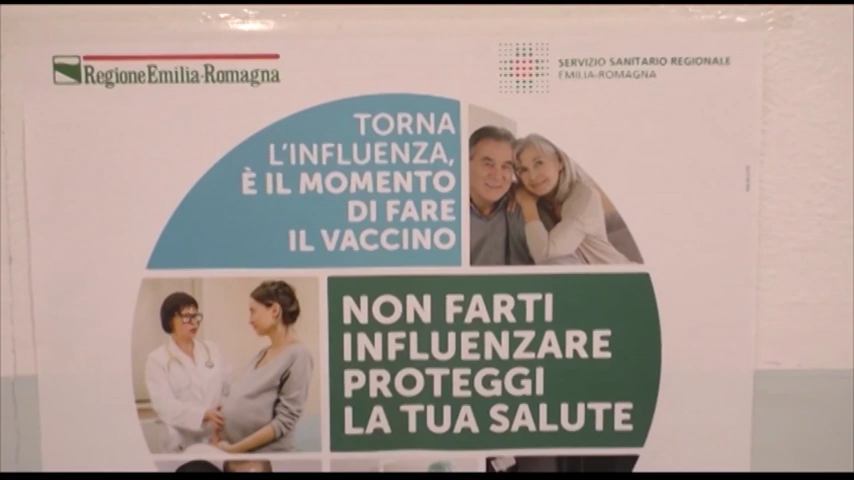 RegioneEmilia-Romagna
SERVIZIO SANITARIO REGIONALE
EMILIA-ROMAGNA
TORNA
L'INFLUENZA,
È IL MOMENTO
DI FARE
IL VACCINO
NON FARTI
INFLUENZARE
PROTEGGI
LA TUA SALUTE